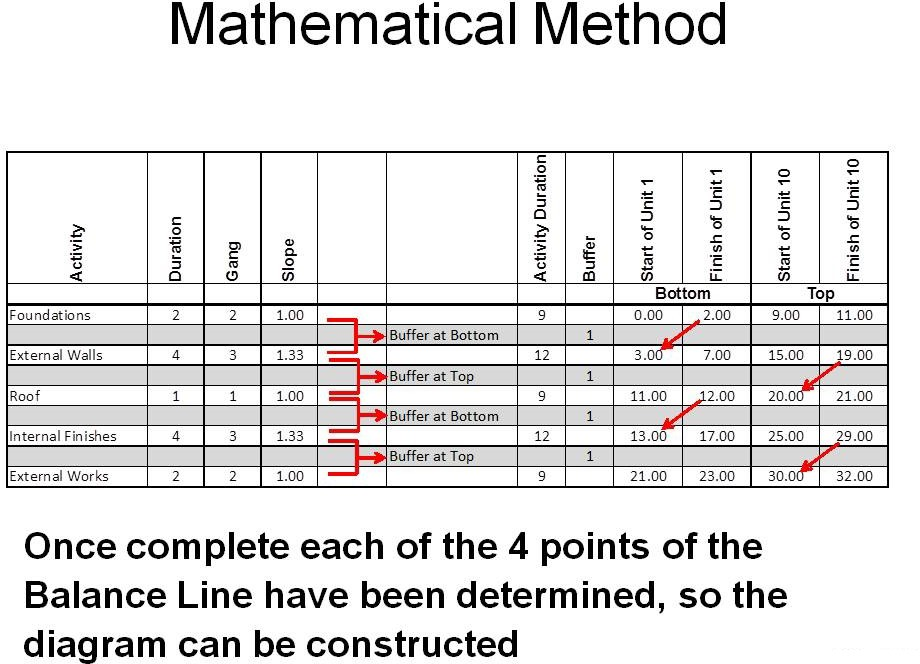 Mathematical Method
Activity Duration Gang Slope Activity Duration Buffer Start of Unit 1 Finish of Unit 1 Start of Unit 10 Finish of Unit 10
Bottom Top
Foundations 2 2 1.00 9 0.00 2.00 9.00 11.00
Buffer at Bottom 1
External Walls 4 3 1.33 12 3.00 7.00 15.00 19.00
Buffer at Top 1
Roof 1 1 1.00 9 11.00 12.00 20.00 21.00
Buffer at Bottom 1
Internal Finishes 4 3 1.33 12 13.00 17.00 25.00 29.00
Buffer at Top 1
External Works 2 2 1.00 9 21.00 23.00 30.00 32.00
Once complete each of the 4 points of the
Balance Line have been determined, so the
diagram can be constructed